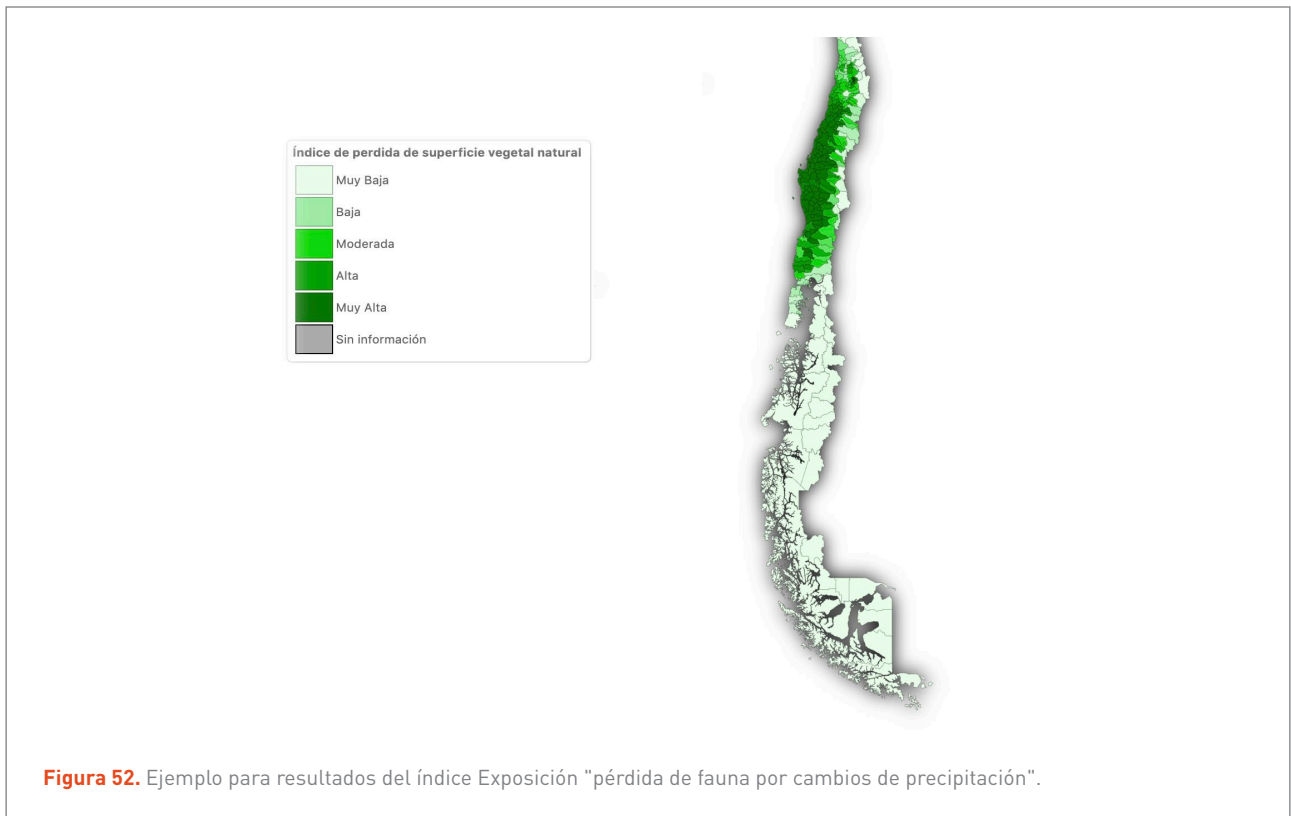 Índice de perdida de superficie vegetal natural
Muy Baja
Baja
Moderada
Alta
Muy Alta
Sin información
Figura 52. Ejemplo para resultados del índice Exposición "pérdida de fauna por cambios de precipitación".